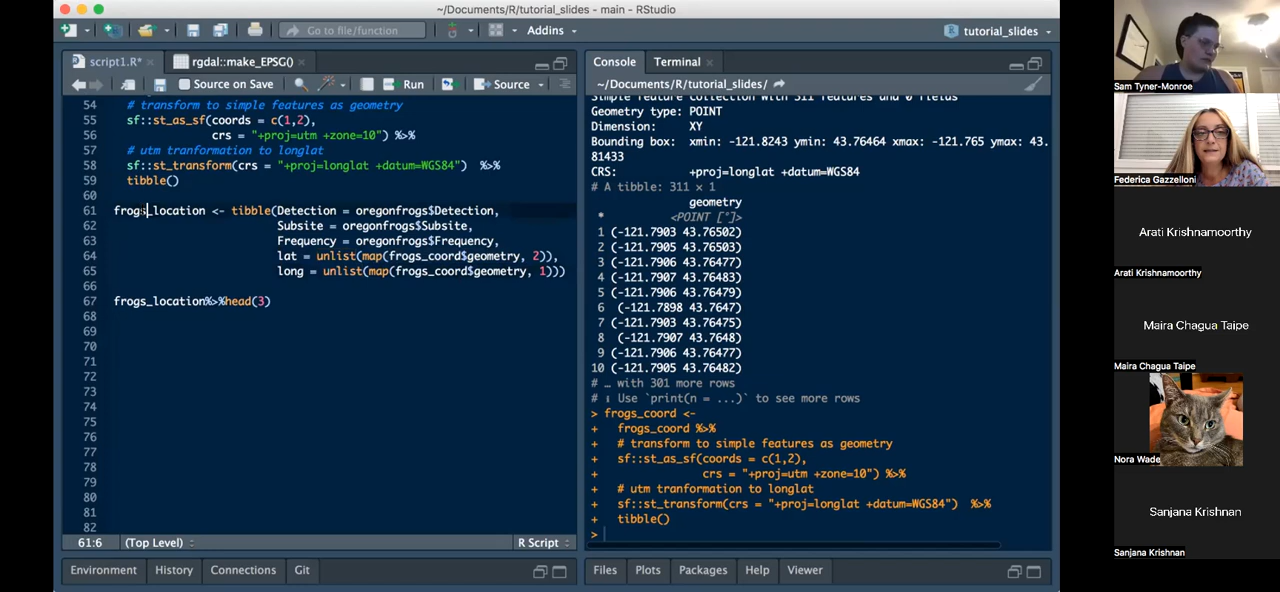 ~/Documents/R/tutorial_slides - main - RStudio
Go to file/function
Addins
tutorial_slides
script1.R*
rgdal::make_EPSG()
Source on Save
Run
Source
54 # transform to simple features as geometry
55 sf::st_as_sf(coords = c(1,2),
56 crs = "+proj=utm +zone=10") %>%
57 # utm tranformation to longlat
58 sf::st_transform(crs = "+proj=longlat +datum=WGS84") %>%
59 tibble()
60
61 frogs_location <- tibble(Detection = oregonfrogs$Detection,
62 Subsite = oregonfrogs$Subsite,
63 Frequency = oregonfrogs$Frequency,
64 lat = unlist(map(frogs_coord$geometry, 2)),
65 long = unlist(map(frogs_coord$geometry, 1)))
66
67 frogs_location%>%head(3)
68
69
70
71
72
73
74
75
76
77
78
79
80
81
82
61:6
(Top Level)
R Script
Environment
History
Connections
Git
Console
Terminal
~/Documents/R/tutorial_slides/
Simple feature collection with 311 features and 0 fields
Geometry type: POINT
Dimension: XY
Bounding box: xmin: -121.8243 ymin: 43.76464 xmax: -121.765 ymax: 43.
81433
CRS: +proj=longlat +datum=WGS84
# A tibble: 311 × 1
geometry
* <POINT [°]>
1 (-121.7903 43.76502)
2 (-121.7905 43.76503)
3 (-121.7906 43.76477)
4 (-121.7907 43.76483)
5 (-121.7906 43.76479)
6 (-121.7898 43.7647)
7 (-121.7903 43.76475)
8 (-121.7907 43.7648)
9 (-121.7906 43.76477)
10 (-121.7905 43.76482)
# … with 301 more rows
# ℹ Use `print(n = ...)` to see more rows
> frogs_coord <-
+ frogs_coord %>%
+ # transform to simple features as geometry
+ sf::st_as_sf(coords = c(1,2),
+ crs = "+proj=utm +zone=10") %>%
+ # utm tranformation to longlat
+ sf::st_transform(crs = "+proj=longlat +datum=WGS84") %>%
+ tibble()
>
Files
Plots
Packages
Help
Viewer
Sam Tyner-Monroe
Federica Gazzelloni
Arati Krishnamoorthy
Arati Krishnamoorthy
Maira Chagua Taipe
Maira Chagua Taipe
Nora Wade
Sanjana Krishnan
Sanjana Krishnan